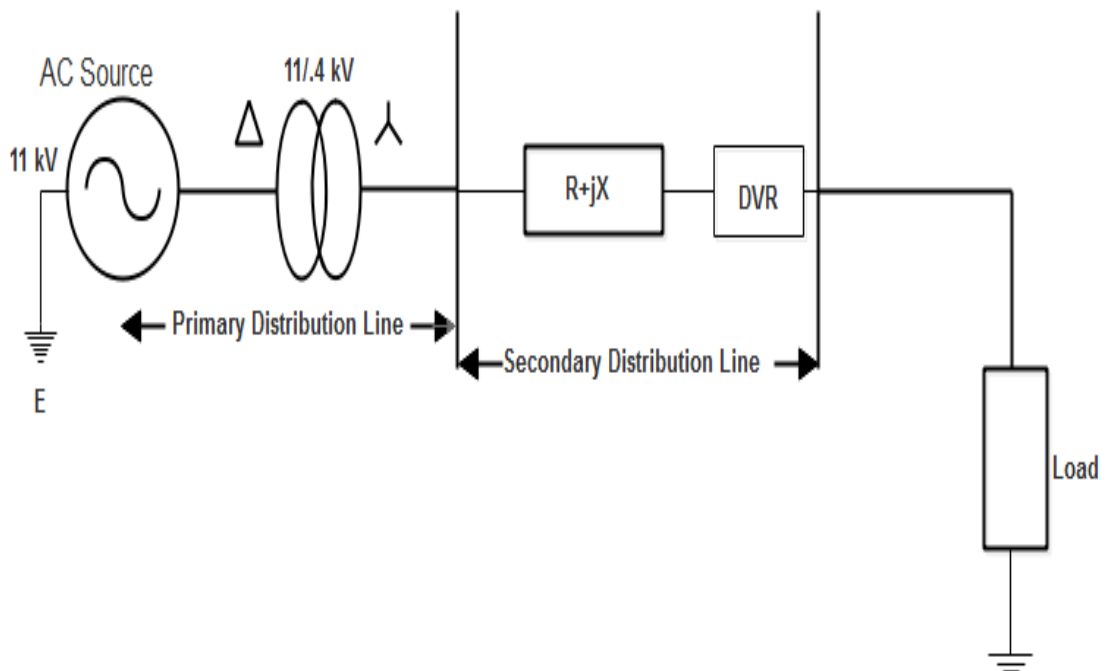 AC Source
11/.4 kV
11 kV
R+jX
DVR
Primary Distribution Line
Secondary Distribution Line
E
Load